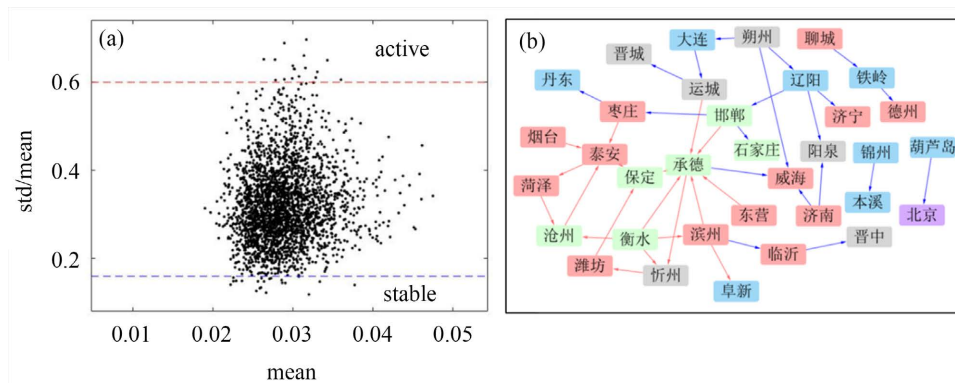 (a)
active
0.6
0.4
0.2
stable
std/mean
0.01
0.02
0.03
0.04
0.05
mean
(b)
大连
朔州
聊城
晋城
丹东
运城
辽阳
铁岭
枣庄
邯郸
济宁
德州
烟台
石家庄
阳泉
锦州
葫芦岛
泰安
承德
菏泽
保定
威海
本溪
北京
沧州
衡水
滨州
东营
济南
临沂
晋中
潍坊
忻州
阜新